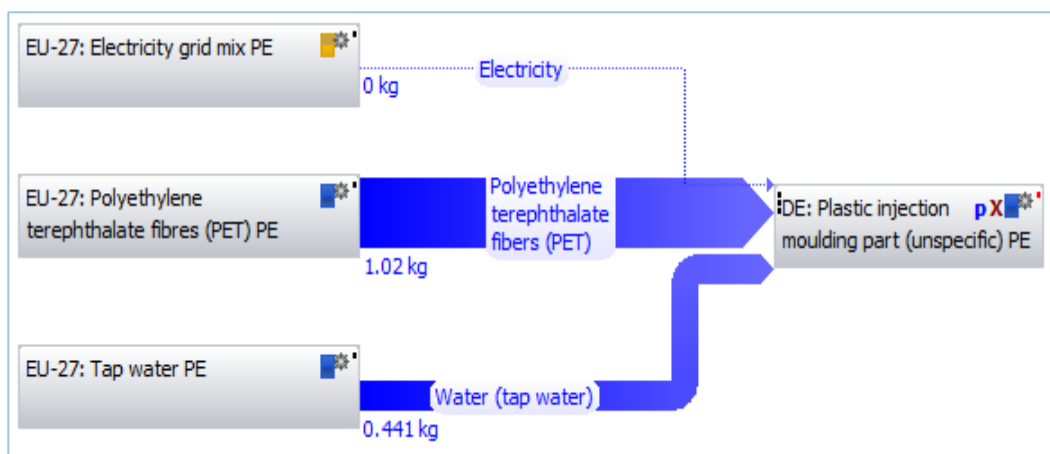 EU-27: Electricity grid mix PE
Electricity
0 kg
EU-27: Polyethylene
terephthalate fibres (PET) PE
Polyethylene
terephthalate
fibers (PET)
1.02 kg
DE: Plastic injection
moulding part (unspecific) PE
pX
EU-27: Tap water PE
Water (tap water)
0.441 kg